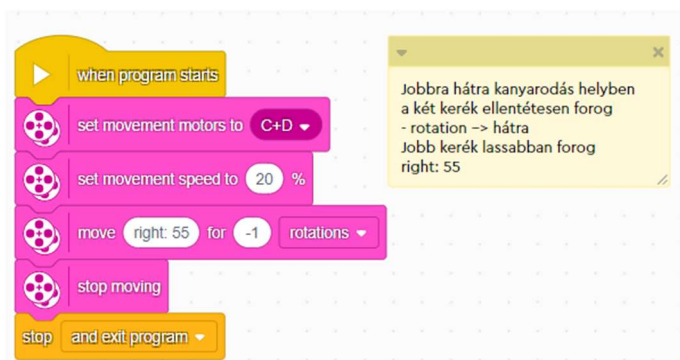 when program starts
set movement motors to C+D
set movement speed to 20 %
move right: 55 for -1 rotations
stop moving
stop and exit program
Jobbra hátra kanyarodás helyben
a két kerék ellentétesen forog
- rotation –> hátra
Jobb kerék lassabban forog
right: 55